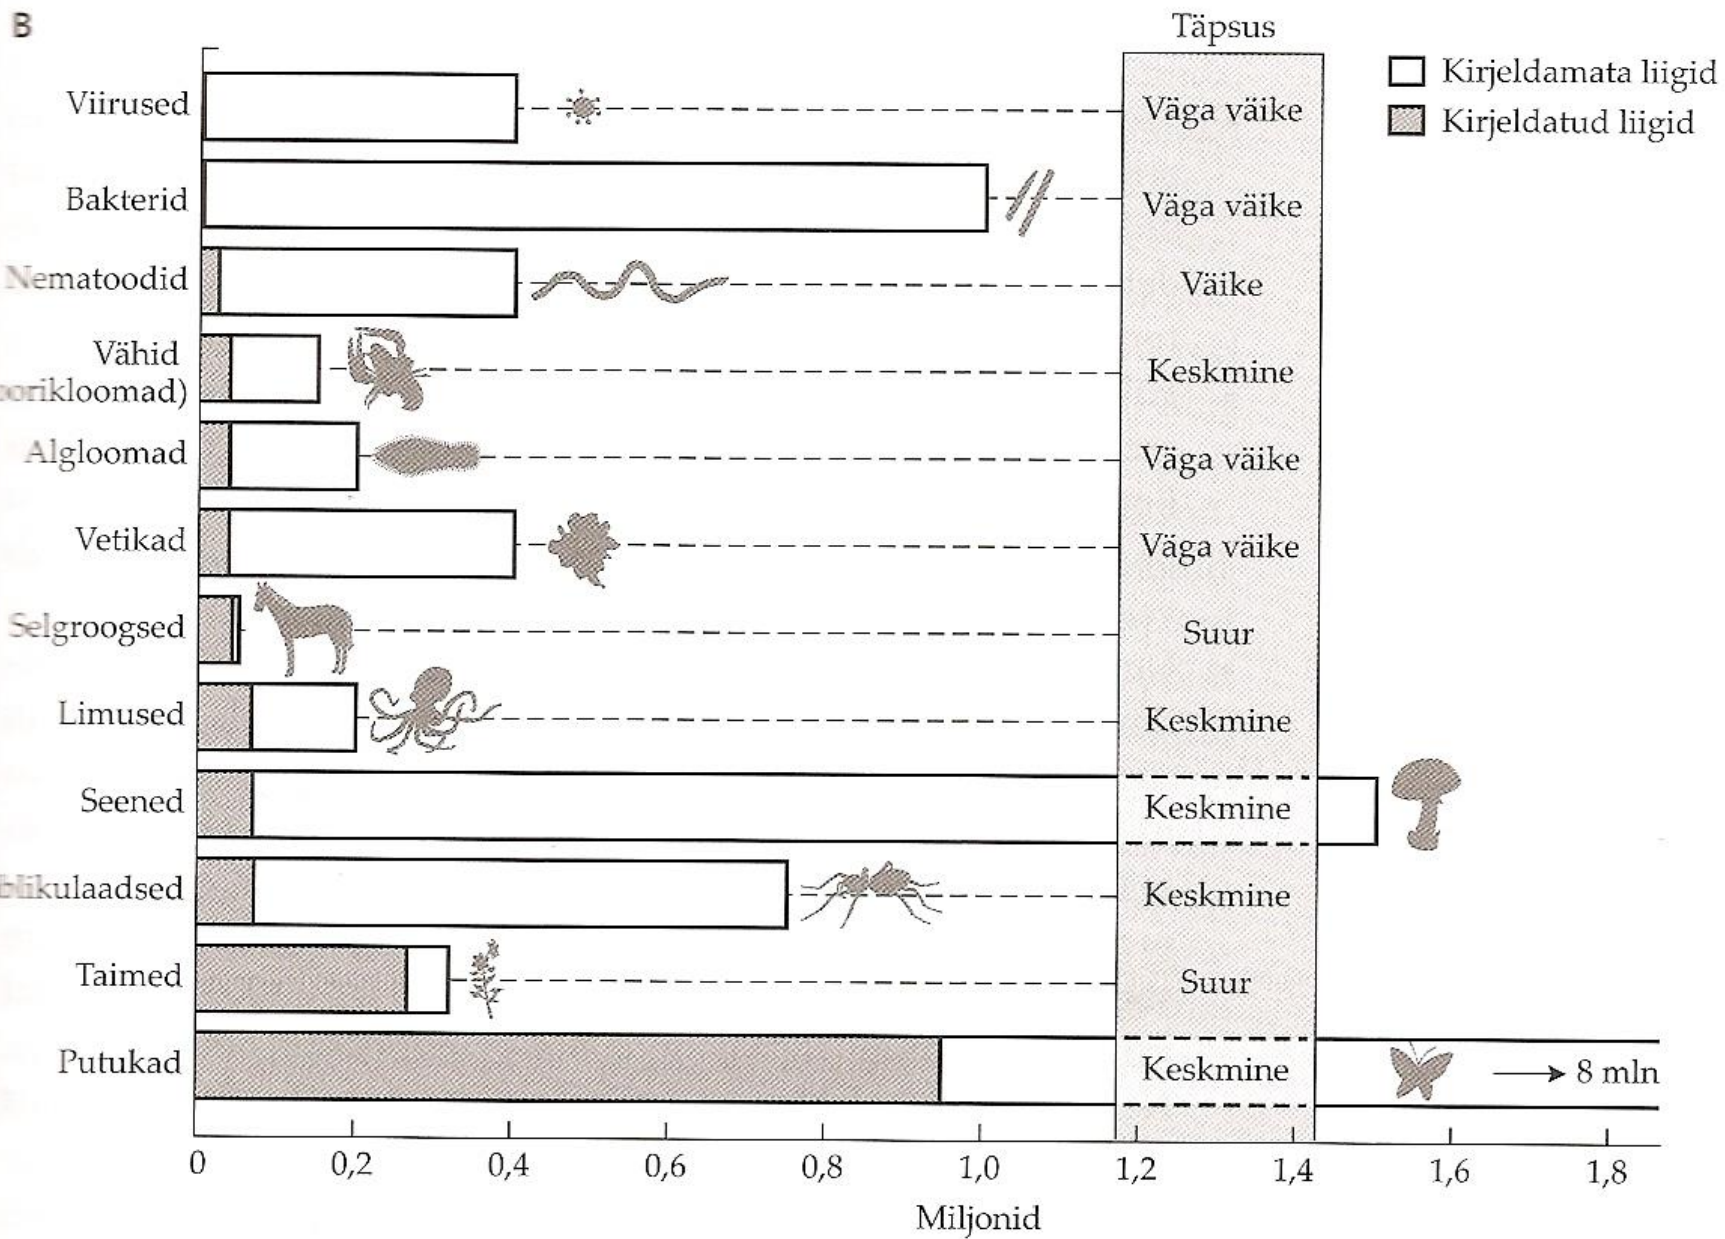 B
Täpsus
Kirjeldamata liigid
Kirjeldatud liigid
Viirused
Väga väike
Bakterid
Väga väike
Nematoodid
Väike
Vähid
oorikloomad)
Keskmine
Algloomad
Väga väike
Vetikad
Väga väike
Selgroogsed
Suur
Limused
Keskmine
Seened
Keskmine
blikulaadsed
Keskmine
Taimed
Suur
Putukad
Keskmine
8 mln
0 0,2 0,4 0,6 0,8 1,0 1,2 1,4 1,6 1,8
Miljonid